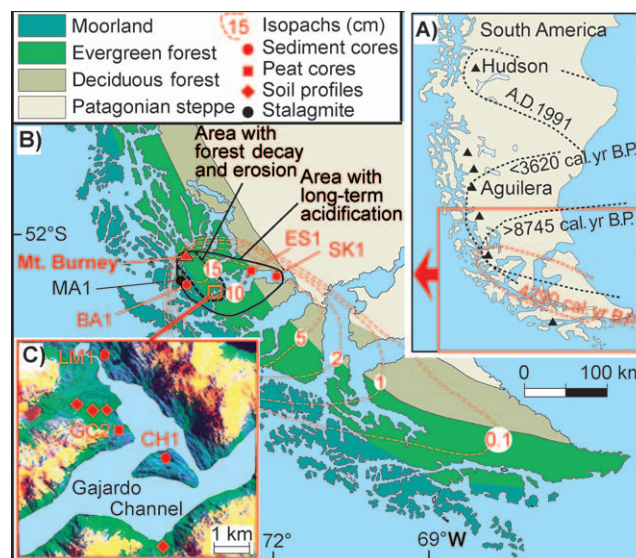 Moorland
Evergreen forest
Deciduous forest
Patagonian steppe
15 Isopachs (cm)
Sediment cores
Peat cores
Soil profiles
Stalagmite
A)
South America
Hudson
A.D.1991
<3620 cal.yr B.P.
Aguilera
>8745 cal.yr B.P.
4290 cal.yr B.P.
0 100 km
B)
Area with
forest decay
and erosion
Area with
long-term
acidification
52°S
Mt. Burney
MA1
BA1
ES1
SK1
15
10
5
2
1
0.1
72°
69°W
C)
LM1
GC2
CH1
Gajardo
Channel
1 km